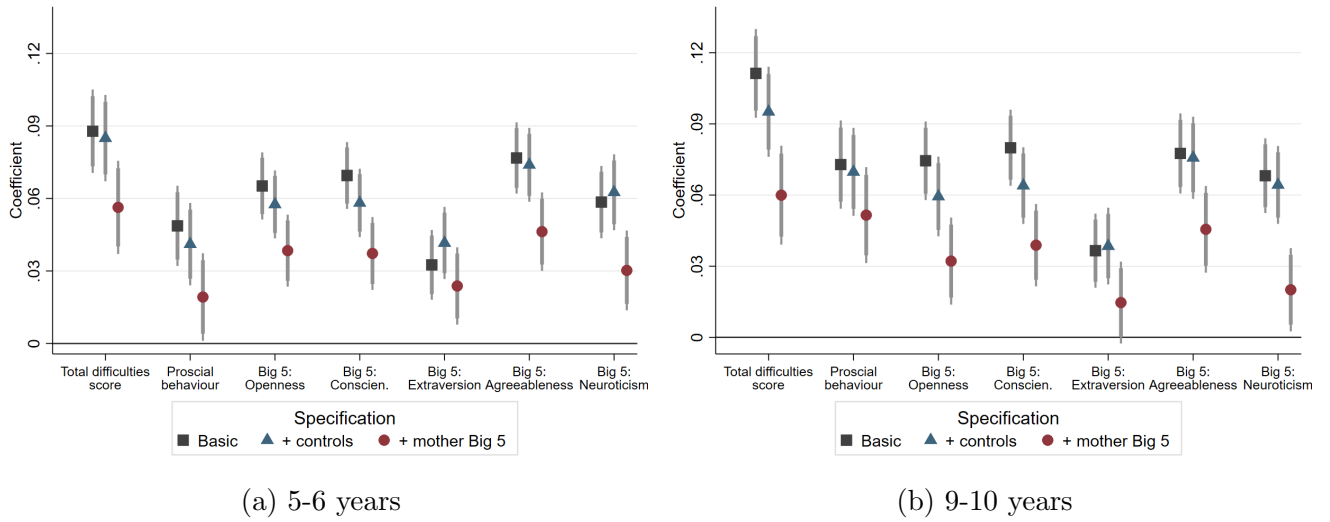 Coefficient
.12
.09
.06
.03
0
Total difficulties score
Proscial behaviour
Big 5: Openness
Big 5: Conscien.
Big 5: Extraversion
Big 5: Agreeableness
Big 5: Neuroticism
Specification
Basic + controls + mother Big 5
(a) 5-6 years
Coefficient
.12
.09
.06
.03
0
Total difficulties score
Proscial behaviour
Big 5: Openness
Big 5: Conscien.
Big 5: Extraversion
Big 5: Agreeableness
Big 5: Neuroticism
Specification
Basic + controls + mother Big 5
(b) 9-10 years